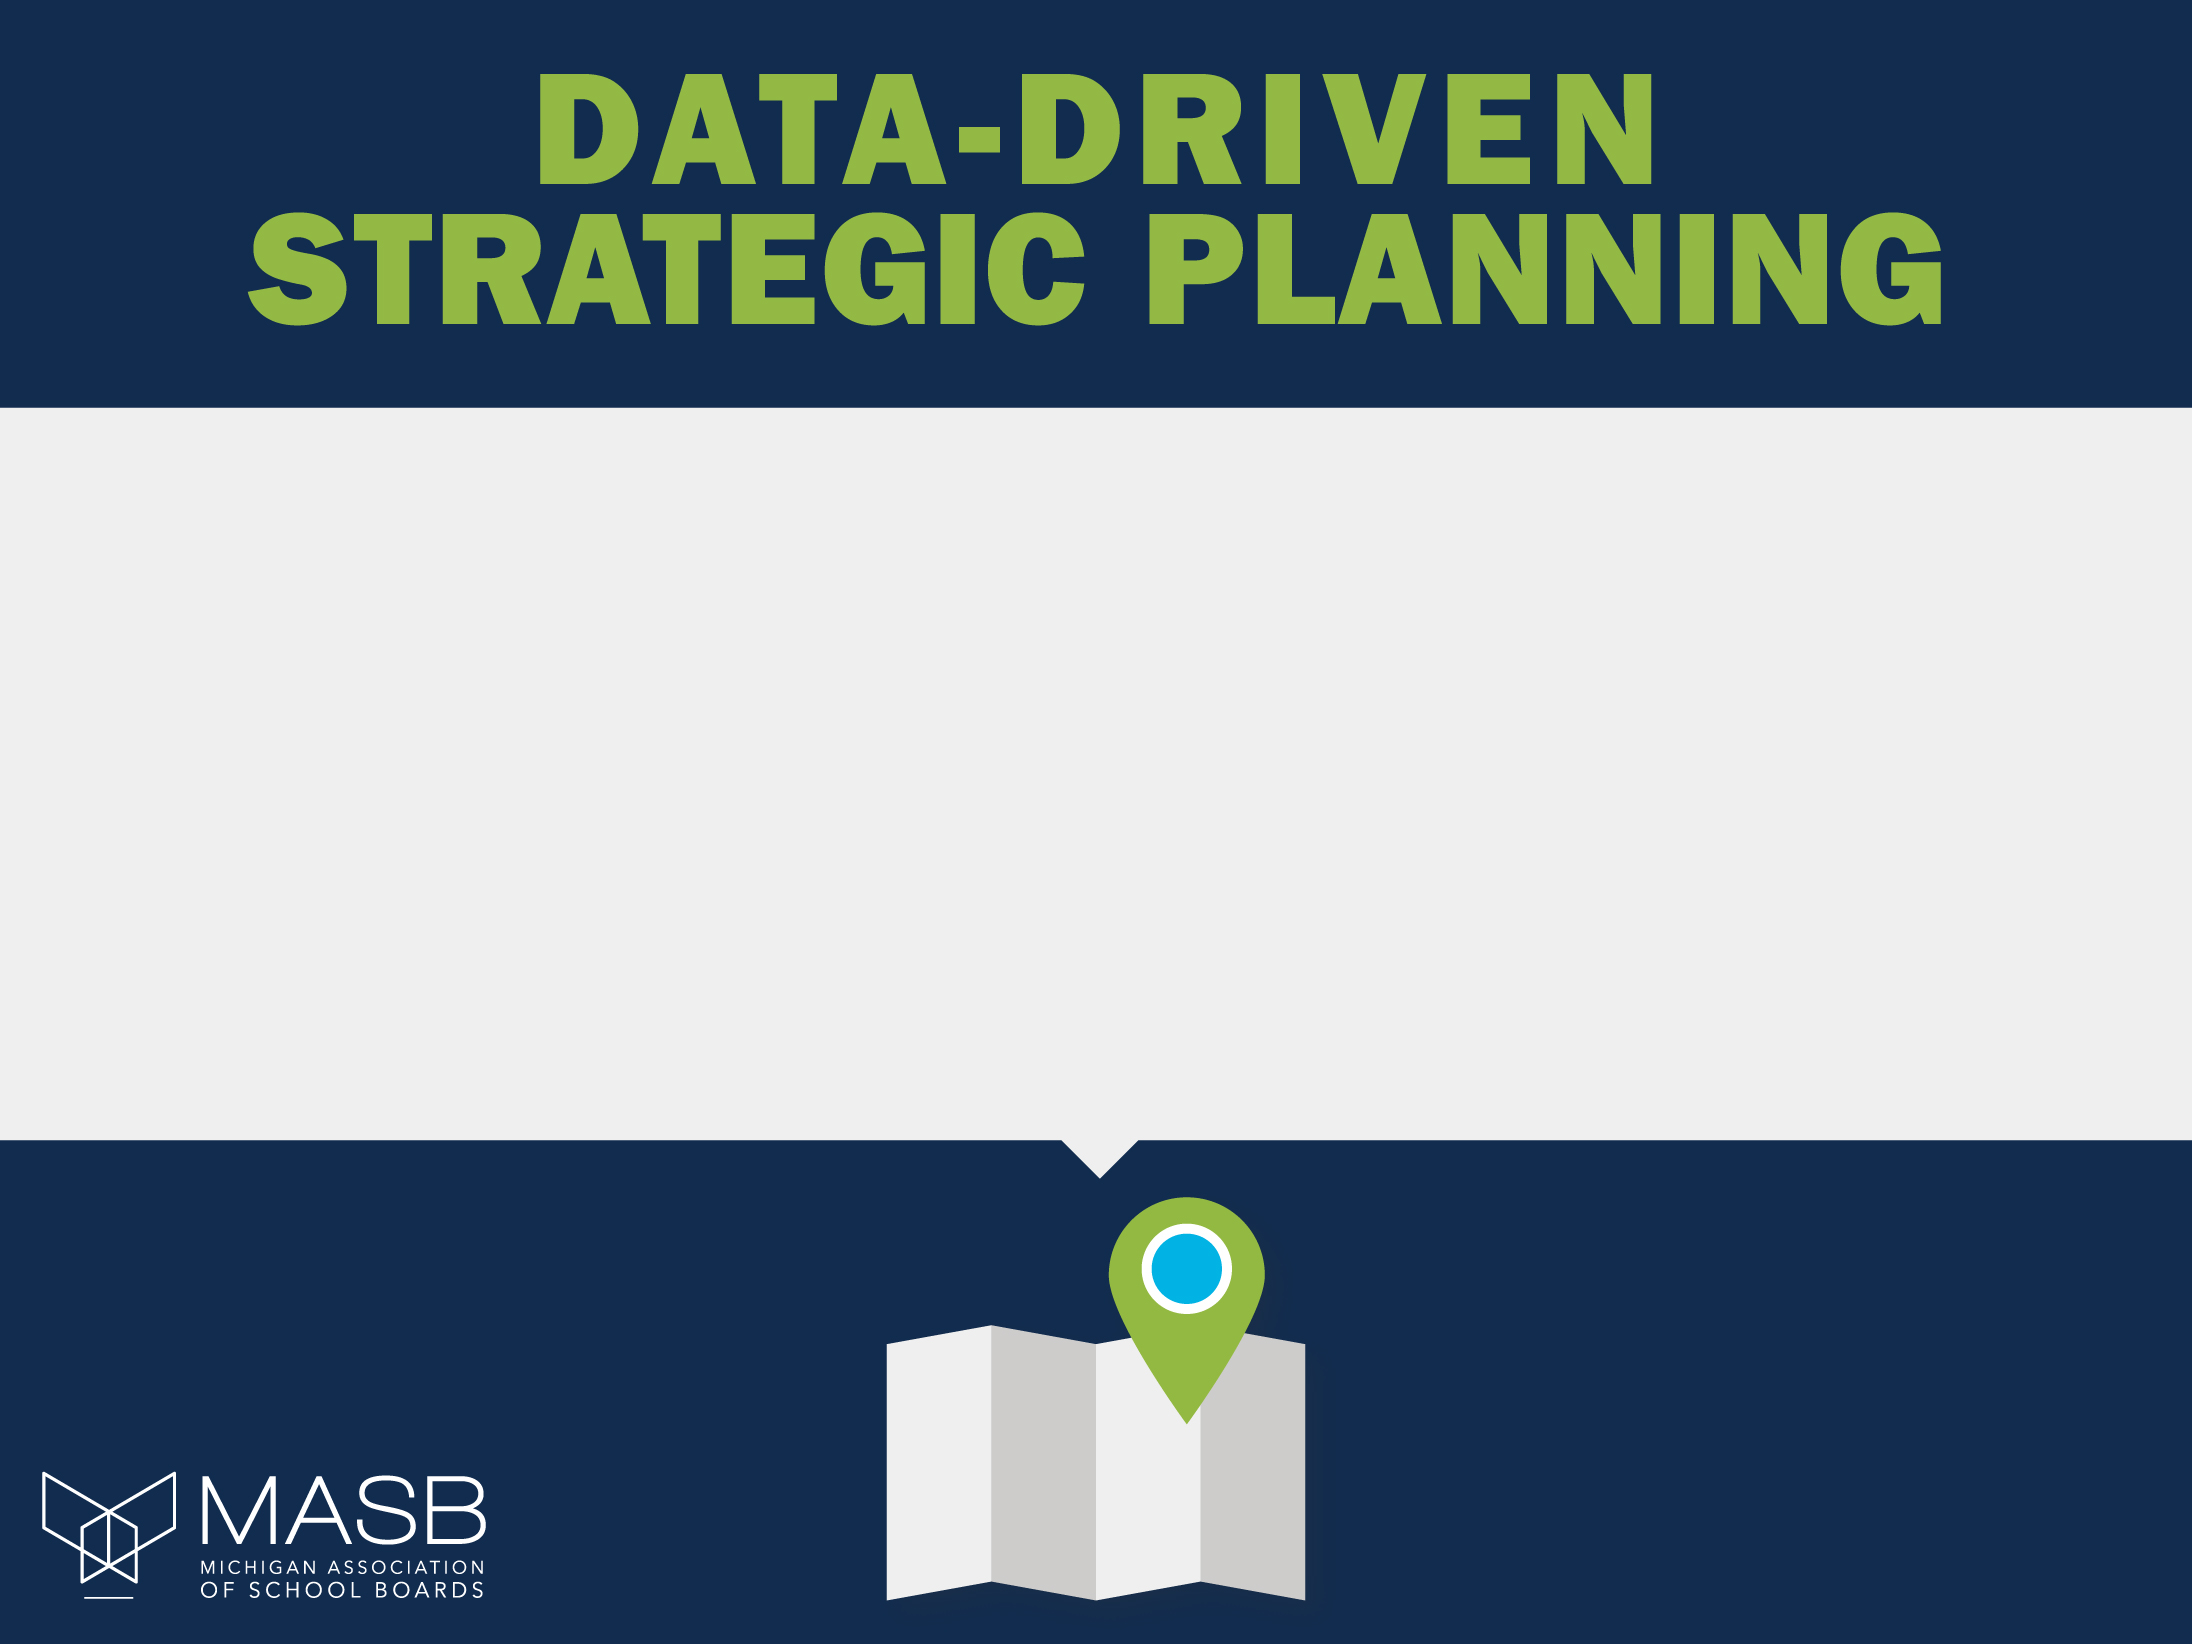 DATA-DRIVEN
STRATEGIC PLANNING
MASB
MICHIGAN ASSOCIATION
OF SCHOOL BOARDS